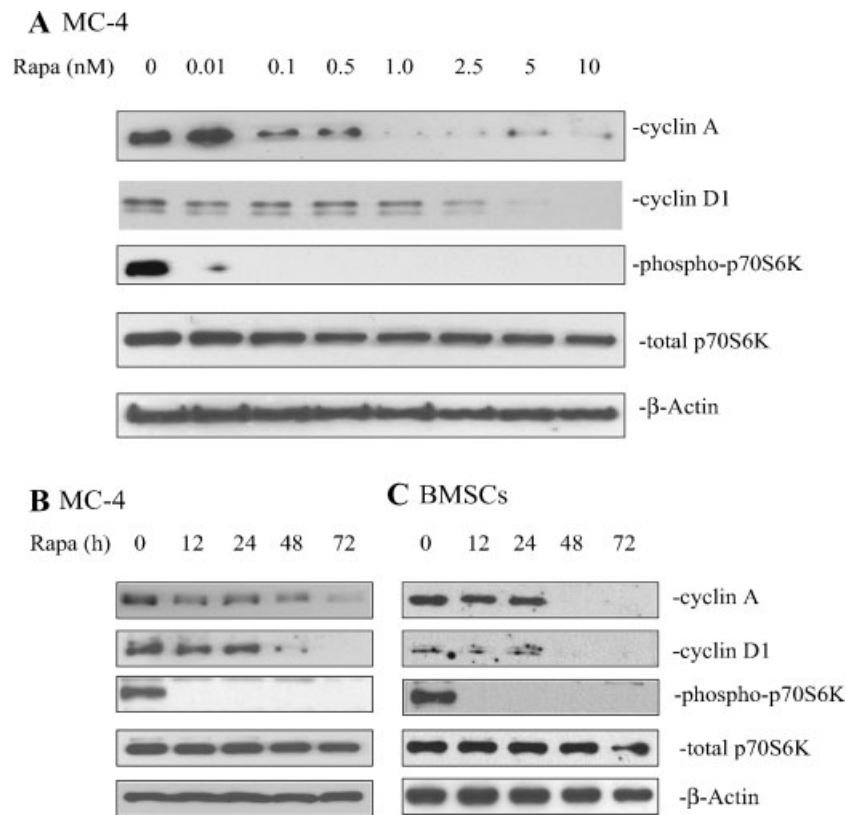 A MC-4
Rapa (nM) 0 0.01 0.1 0.5 1.0 2.5 5 10
-cyclin A
-cyclin D1
-phospho-p70S6K
-total p70S6K
-β-Actin
B MC-4
Rapa (h) 0 12 24 48 72
C BMSCs
0 12 24 48 72
-cyclin A
-cyclin D1
-phospho-p70S6K
-total p70S6K
-β-Actin